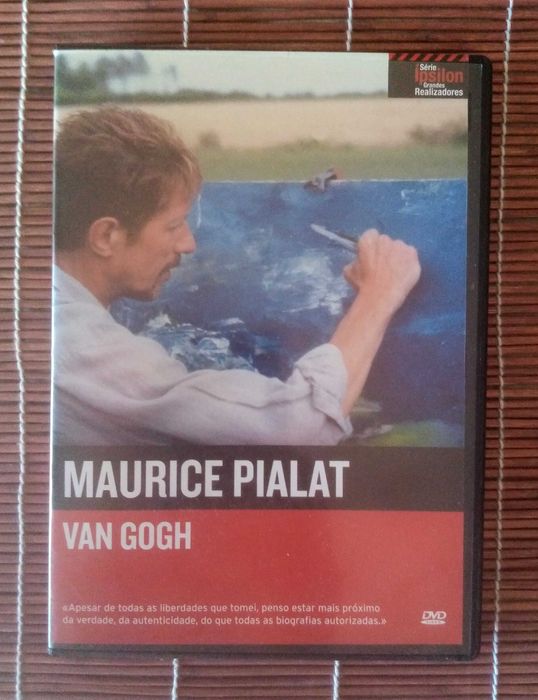 Série
ípsilon
Grandes
Realizadores
MAURICE PIALAT
VAN GOGH
«Apesar de todas as liberdades que tomei, penso estar mais próximo
da verdade, da autenticidade, do que todas as biografias autorizadas.»
DVD
VIDEO